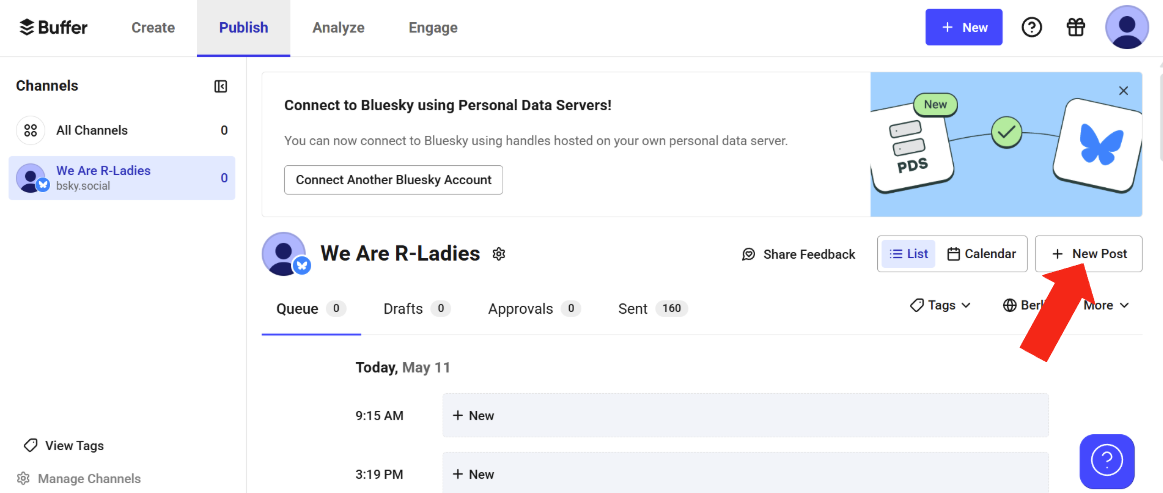 Buffer
Create
Publish
Analyze
Engage
+ New
Channels
All Channels 0
We Are R-Ladies
bsky.social
0
View Tags
Manage Channels
Connect to Bluesky using Personal Data Servers!
You can now connect to Bluesky using handles hosted on your own personal data server.
Connect Another Bluesky Account
New
PDS
We Are R-Ladies
Share Feedback
List
Calendar
+ New Post
Queue 0
Drafts 0
Approvals 0
Sent 160
Tags
More
Today, May 11
9:15 AM
+ New
3:19 PM
+ New